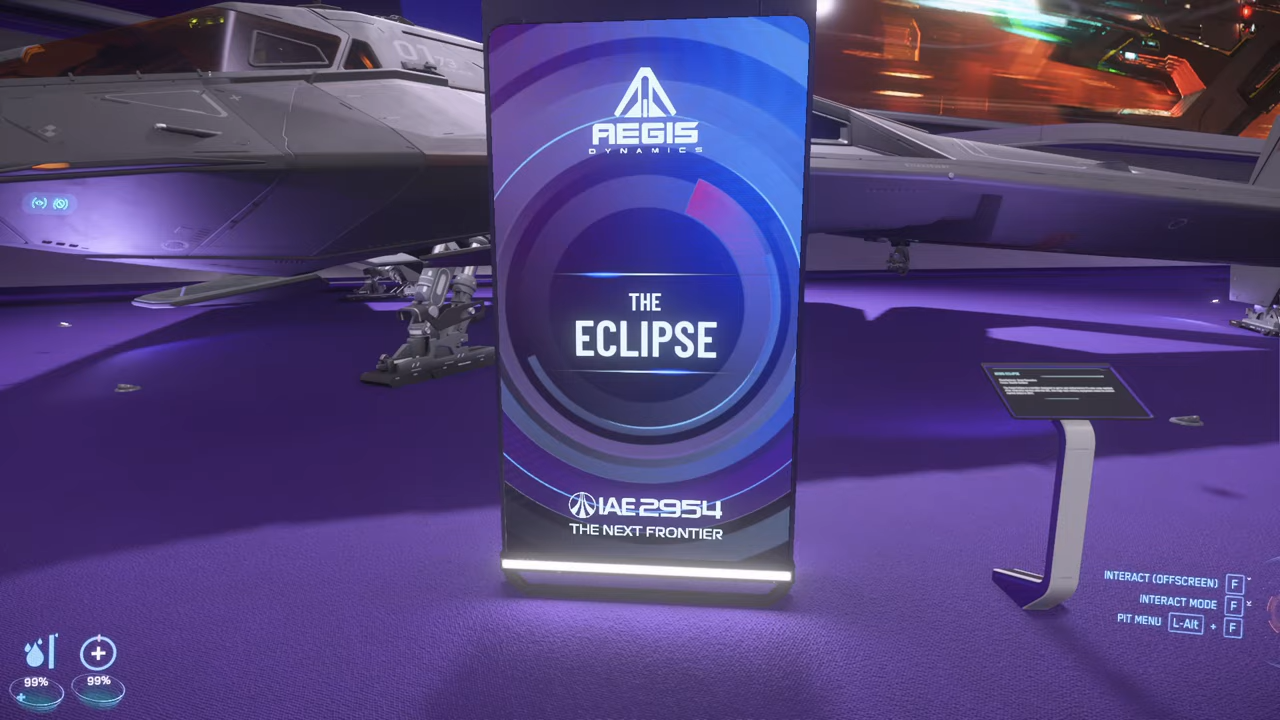 AEGIS
DYNAMICS
THE
ECLIPSE
IAE 2954
THE NEXT FRONTIER
INTERACT (OFFSCREEN) F
INTERACT MODE F
PIT MENU L-Alt + F
99%
99%